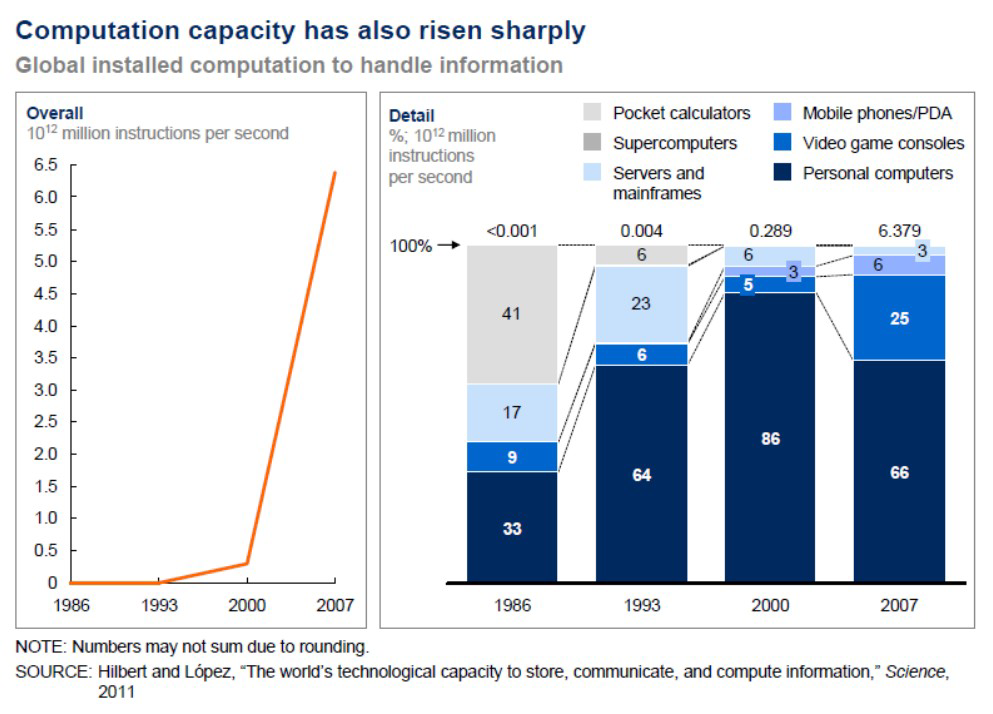 Computation capacity has also risen sharply
Global installed computation to handle information
Overall
10¹² million instructions per second
6.5
6.0
5.5
5.0
4.5
4.0
3.5
3.0
2.5
2.0
1.5
1.0
0.5
0
1986 1993 2000 2007
Detail
%; 10¹² million
instructions
per second
Pocket calculators
Supercomputers
Servers and
mainframes
Mobile phones/PDA
Video game consoles
Personal computers
<0.001 0.004 0.289 6.379
100%
41
17
9
33
6
23
6
64
6
3
5
86
3
6
25
66
1986 1993 2000 2007
NOTE: Numbers may not sum due to rounding.
SOURCE: Hilbert and López, “The world’s technological capacity to store, communicate, and compute information,” Science,
2011